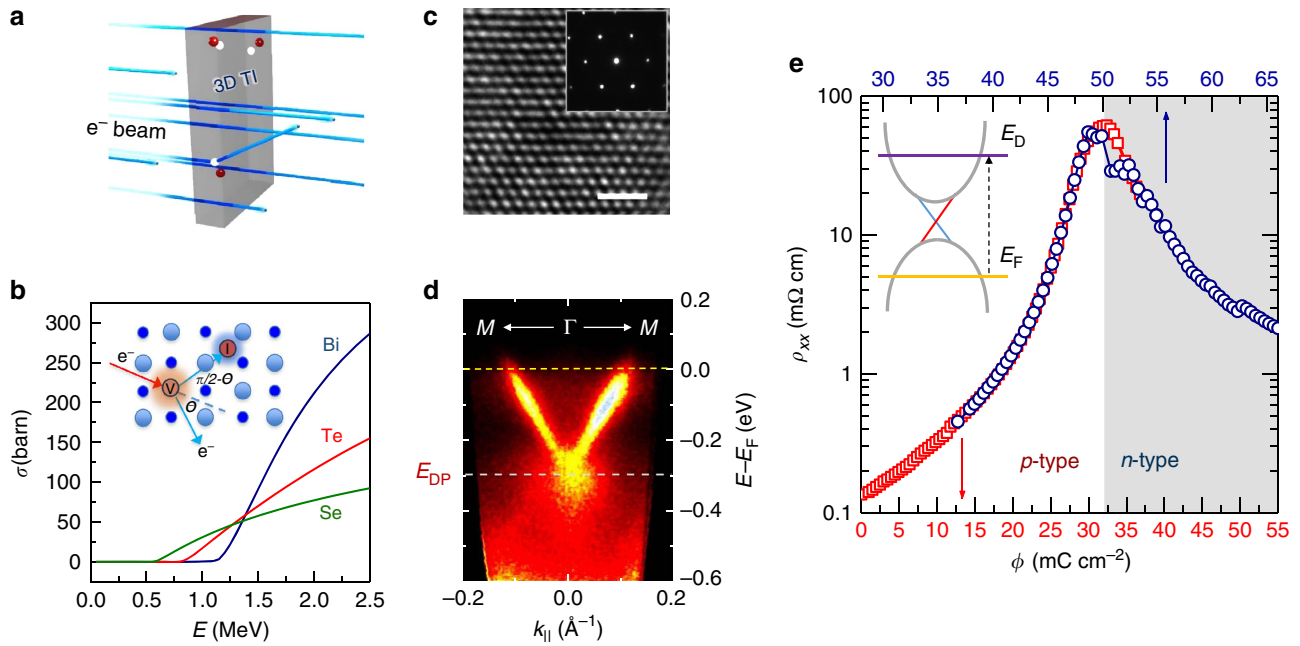 a
3D TI
e⁻ beam
b
300
250
200
150
100
50
0
σ(barn)
e⁻
V
I
π/2-Θ
Θ
e⁻
Bi
Te
Se
0.0 0.5 1.0 1.5 2.0 2.5
E (MeV)
c
d
M ← Γ → M
E_DP
0.2
0.0
−0.2
−0.4
−0.6
E–E_F (eV)
−0.2 0.0 0.2
k_|| (Å⁻¹)
e
30 35 40 45 50 55 60 65
100
10
1
0.1
ρ_xx (mΩ cm)
E_D
E_F
p-type
n-type
0 5 10 15 20 25 30 35 40 45 50 55
ϕ (mC cm⁻²)